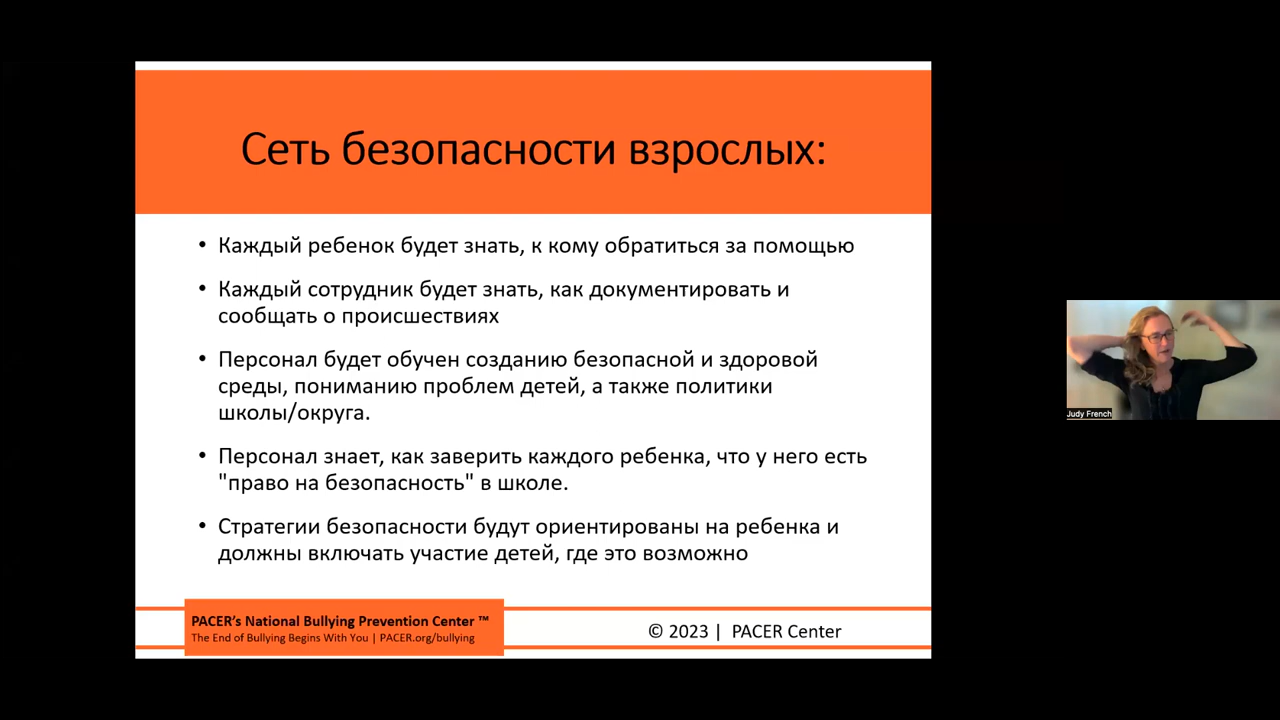 Сеть безопасности взрослых:
• Каждый ребенок будет знать, к кому обратиться за помощью
• Каждый сотрудник будет знать, как документировать и
сообщать о происшествиях
• Персонал будет обучен созданию безопасной и здоровой
среды, пониманию проблем детей, а также политики
школы/округа.
• Персонал знает, как заверить каждого ребенка, что у него есть
"право на безопасность" в школе.
• Стратегии безопасности будут ориентированы на ребенка и
должны включать участие детей, где это возможно
PACER’s National Bullying Prevention Center ™
The End of Bullying Begins With You | PACER.org/bullying
© 2023 | PACER Center
Judy French